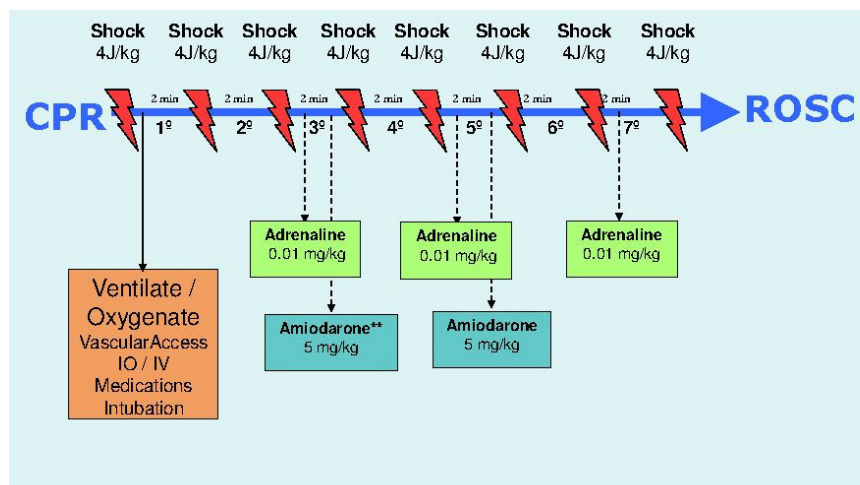 Shock Shock Shock Shock Shock Shock Shock Shock
4J/kg 4J/kg 4J/kg 4J/kg 4J/kg 4J/kg 4J/kg 4J/kg
2 min 2 min 2 min 2 min 2 min 2 min 2 min
CPR ROSC
1º 2º 3º 4º 5º 6º 7º
Adrenaline Adrenaline Adrenaline
0.01 mg/kg 0.01 mg/kg 0.01 mg/kg
Ventilate /
Oxygenate
VascularAccess
IO / IV
Medications
Intubation
Amiodarone** Amiodarone
5 mg/kg 5 mg/kg